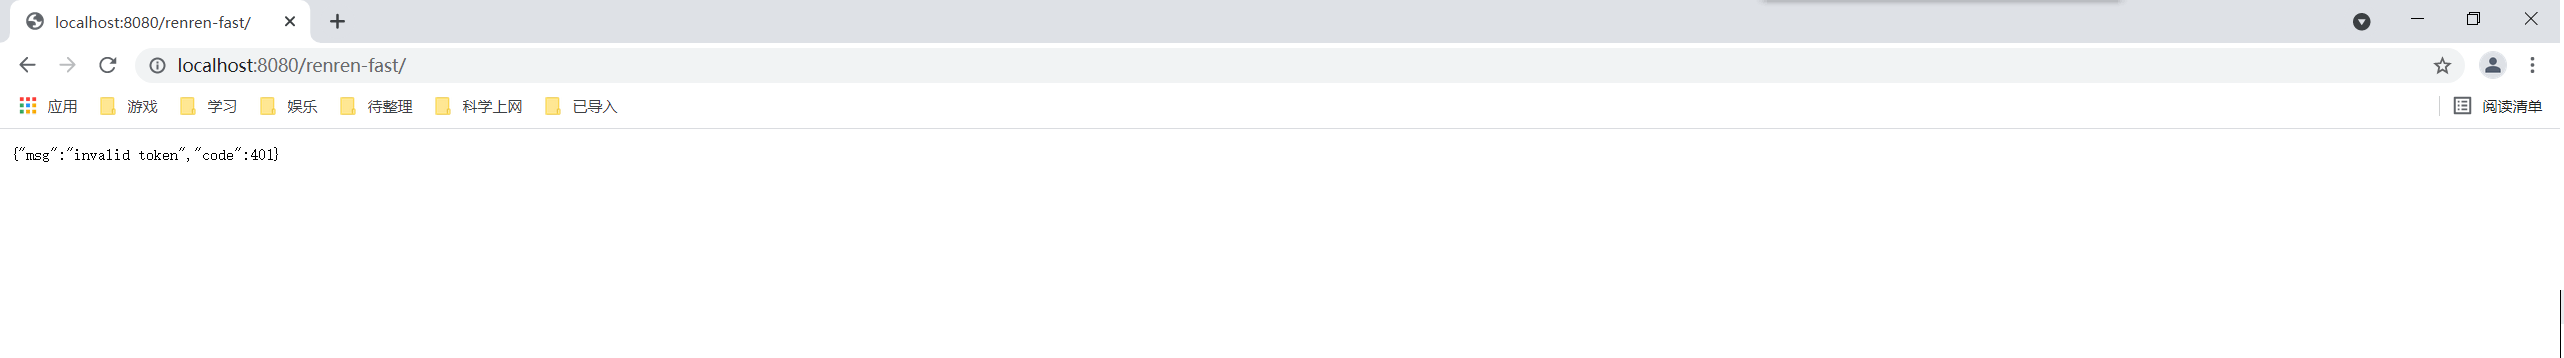 localhost:8080/renren-fast/
localhost:8080/renren-fast/
应用 游戏 学习 娱乐 待整理 科学上网 已导入 阅读清单
{"msg":"invalid token","code":401}